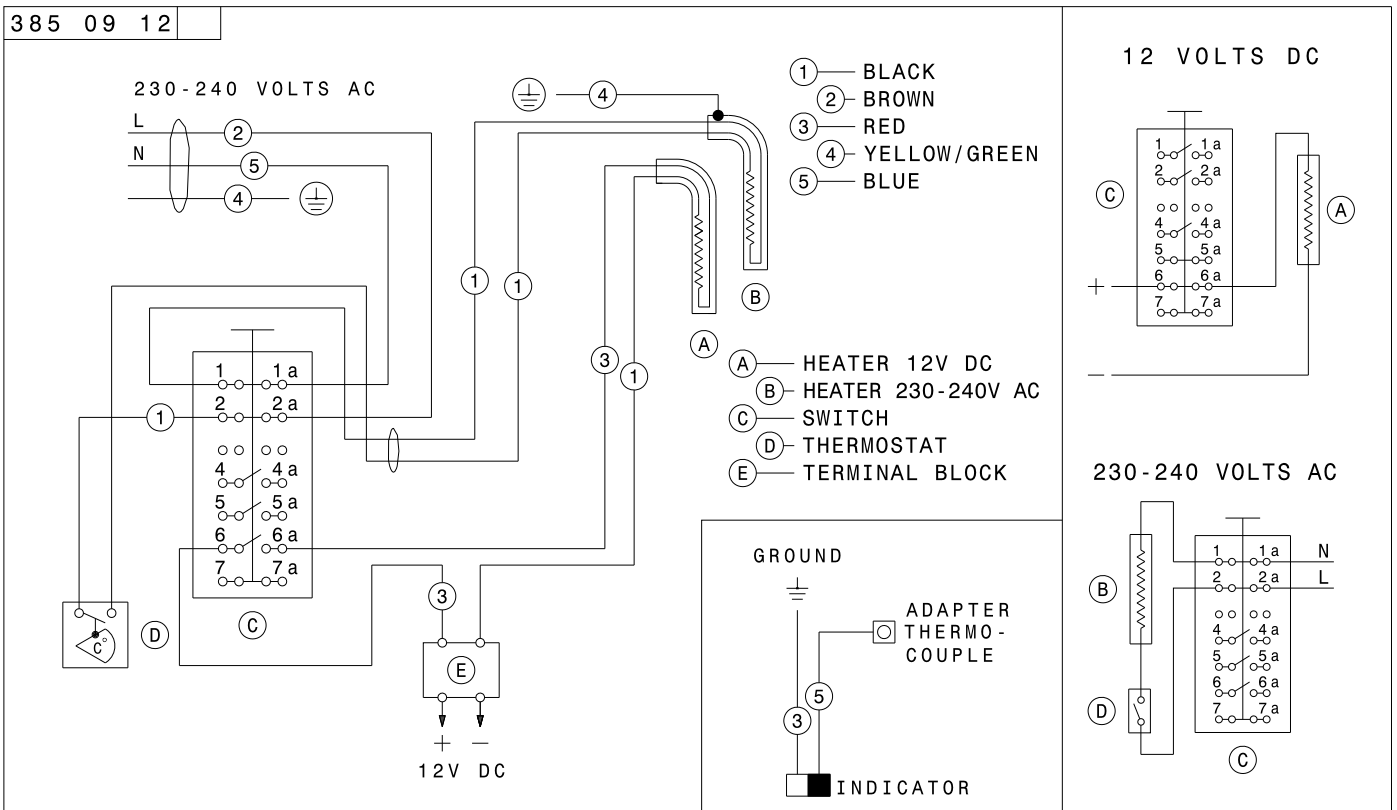 385 09 12
230-240 VOLTS AC
L
2
N
5
4
4
1 BLACK
2 BROWN
3 RED
4 YELLOW/GREEN
5 BLUE
1
1
3
1
B
A
A HEATER 12V DC
B HEATER 230-240V AC
C SWITCH
D THERMOSTAT
E TERMINAL BLOCK
1
1 1a
2 2a
4 4a
5 5a
6 6a
7 7a
C
C°
D
3
E
+ −
12V DC
GROUND
ADAPTER
THERMO-
COUPLE
3
5
INDICATOR
12 VOLTS DC
1 1a
2 2a
4 4a
5 5a
6 6a
7 7a
C
A
+
−
230-240 VOLTS AC
1 1a N
2 2a L
4 4a
5 5a
6 6a
7 7a
B
D
C